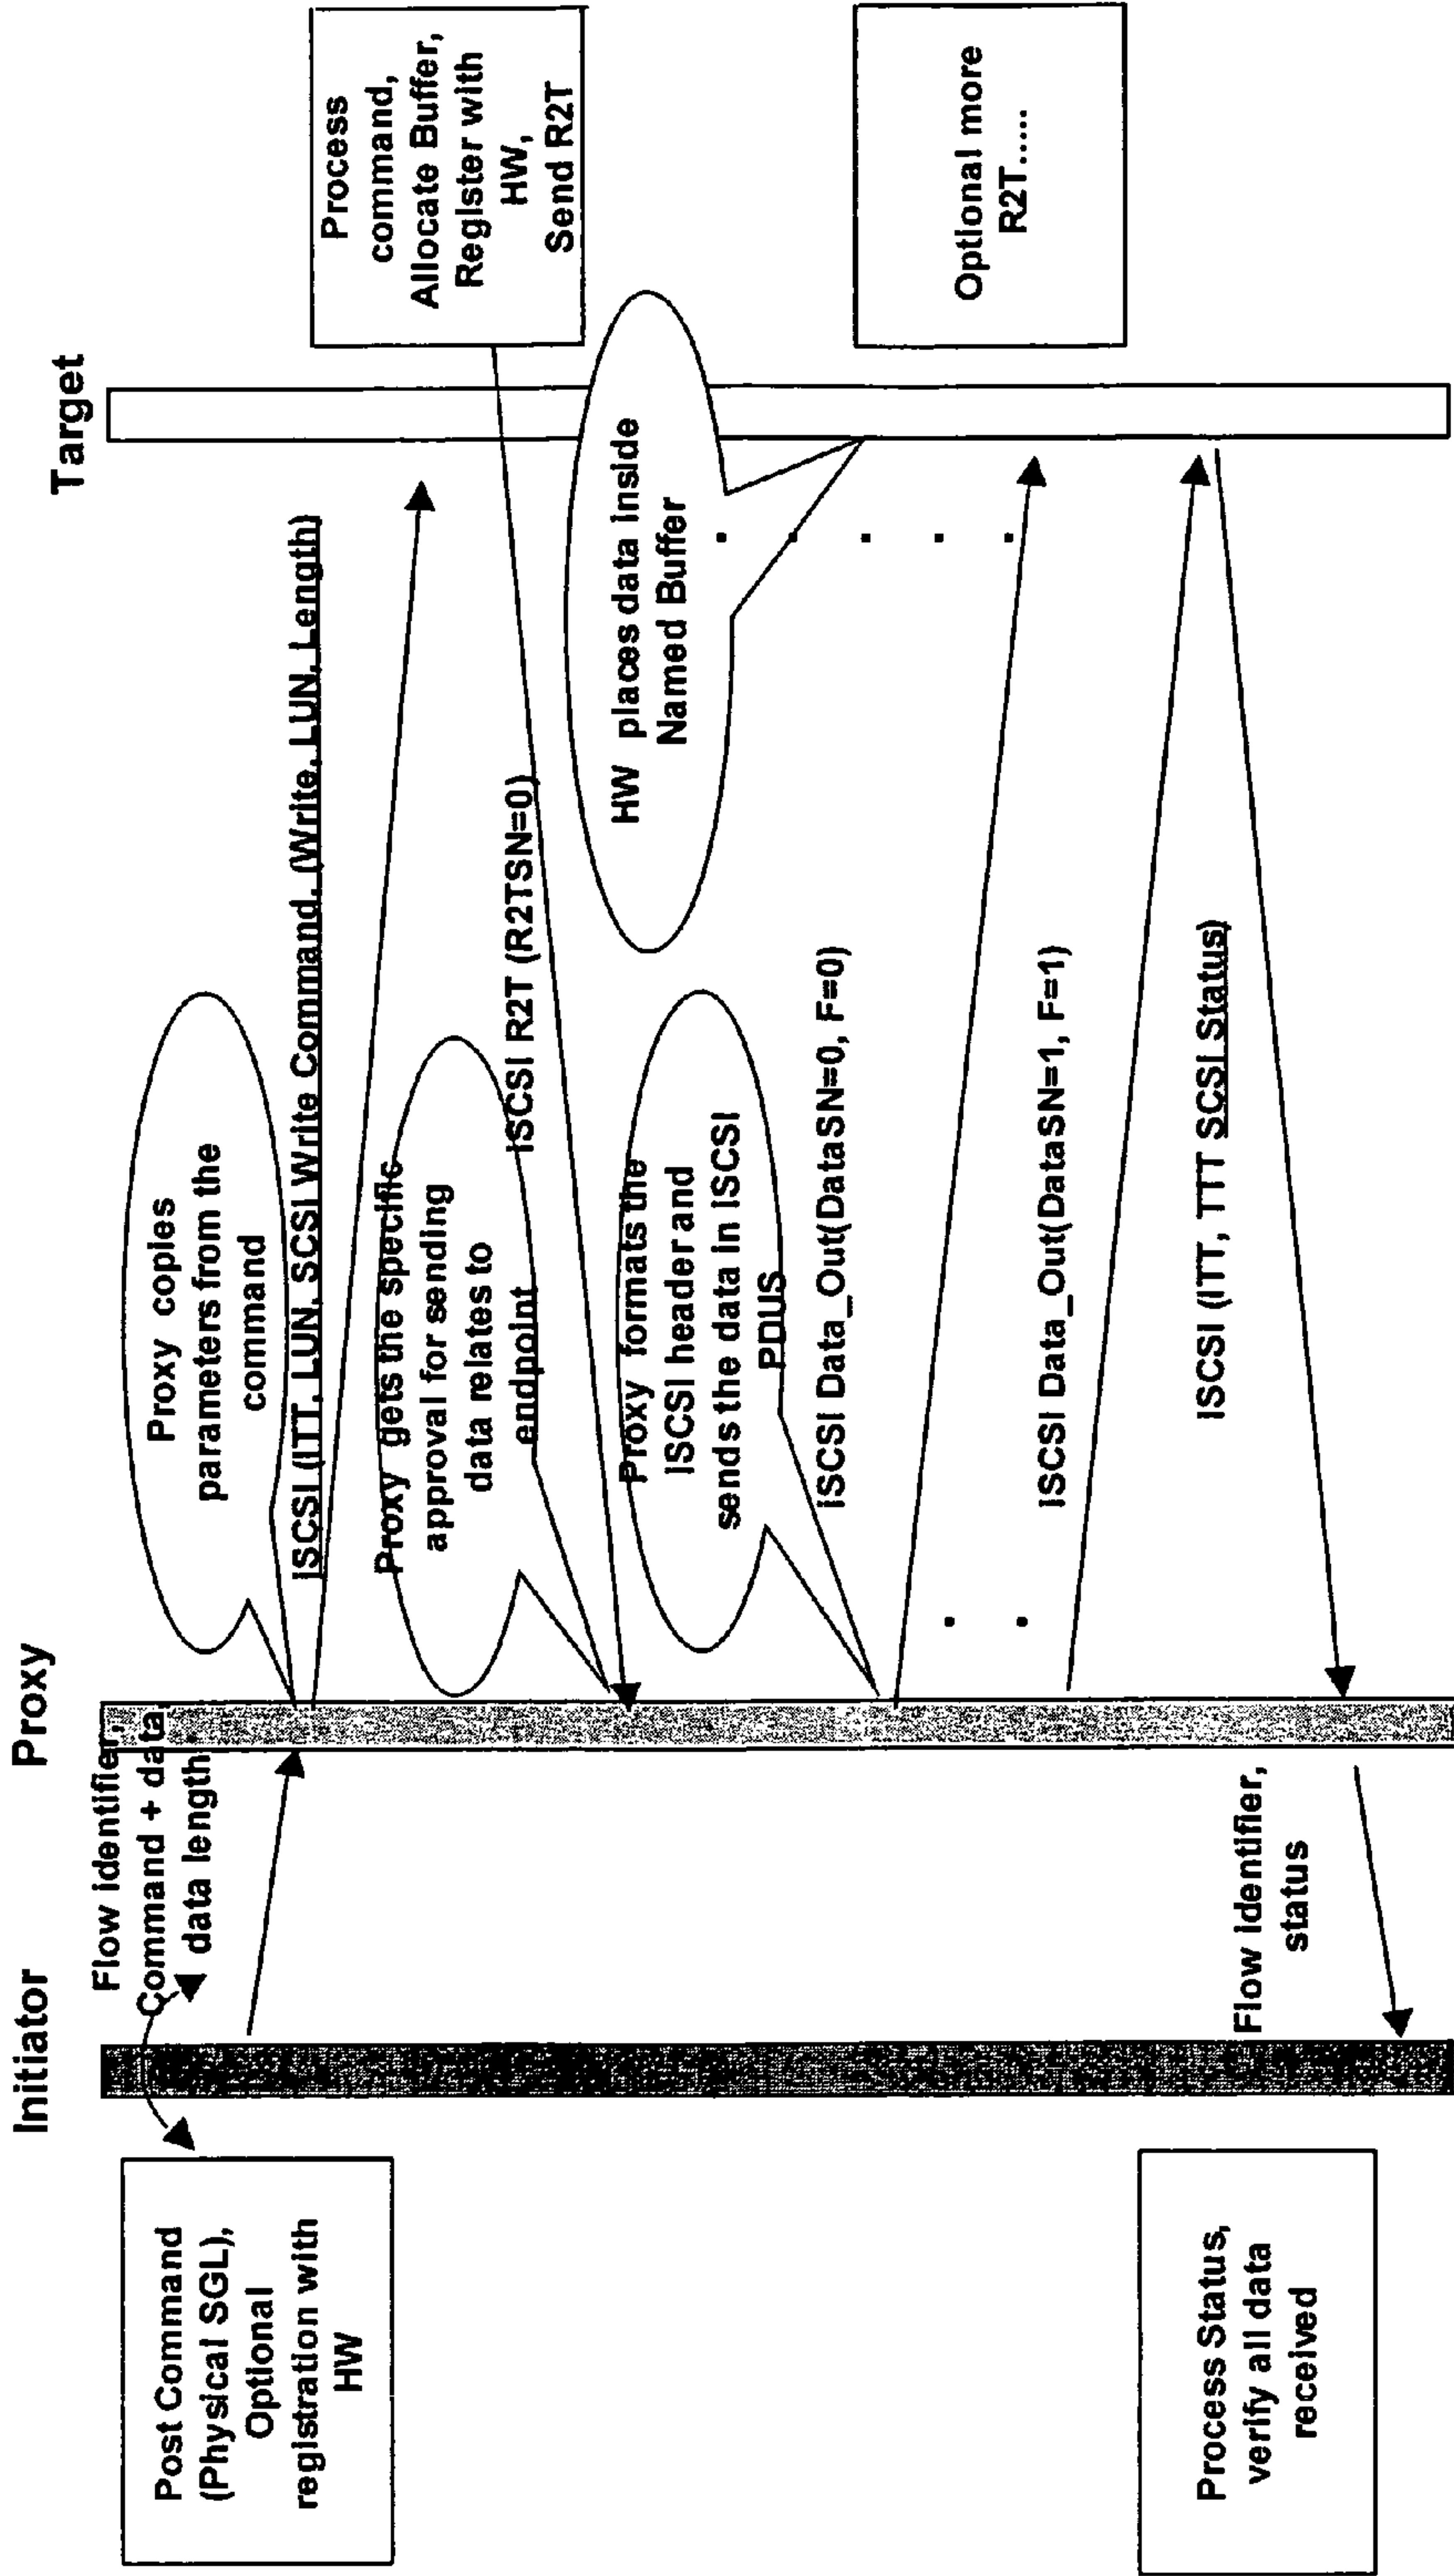 Initiator
Proxy
Target
Post Command
(Physical SGL),
Optional
registration with
HW
Flow identifier,
Command + data,
data length
Proxy copies
parameters from the
command
iSCSI (ITT, LUN, SCSI Write Command, (Write, LUN, Length)
Process
command,
Allocate Buffer,
Register with
HW,
Send R2T
Proxy gets the specific
approval for sending
data relates to
endpoint
iSCSI R2T (R2TSN=0)
HW places data inside
Named Buffer
Proxy formats the
iSCSI header and
sends the data in iSCSI
PDUS
iSCSI Data_Out(DataSN=0, F=0)
Optional more
R2T......
iSCSI Data_Out(DataSN=1, F=1)
iSCSI (ITT, TTT SCSI Status)
Flow identifier,
status
Process Status,
verify all data
received